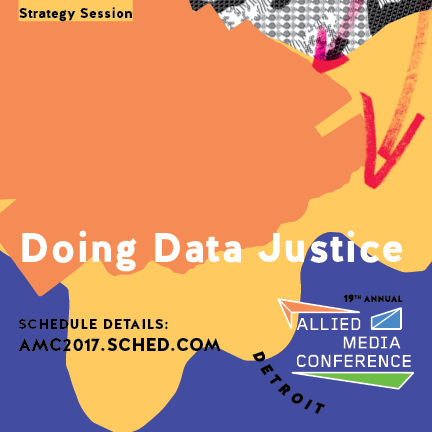 Strategy Session
Doing Data Justice
SCHEDULE DETAILS:
AMC2017.SCHED.COM
19TH ANNUAL
ALLIED
MEDIA
CONFERENCE
DETROIT